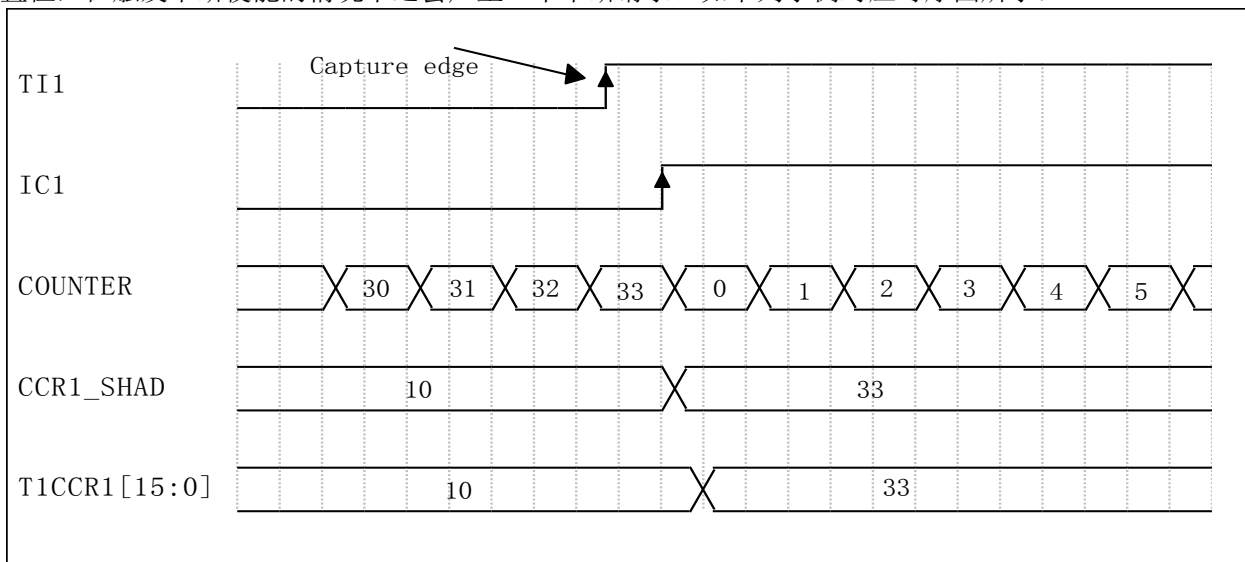 Capture edge
TI1
IC1
COUNTER 30 31 32 33 0 1 2 3 4 5
CCR1_SHAD 10 33
T1CCR1[15:0] 10 33